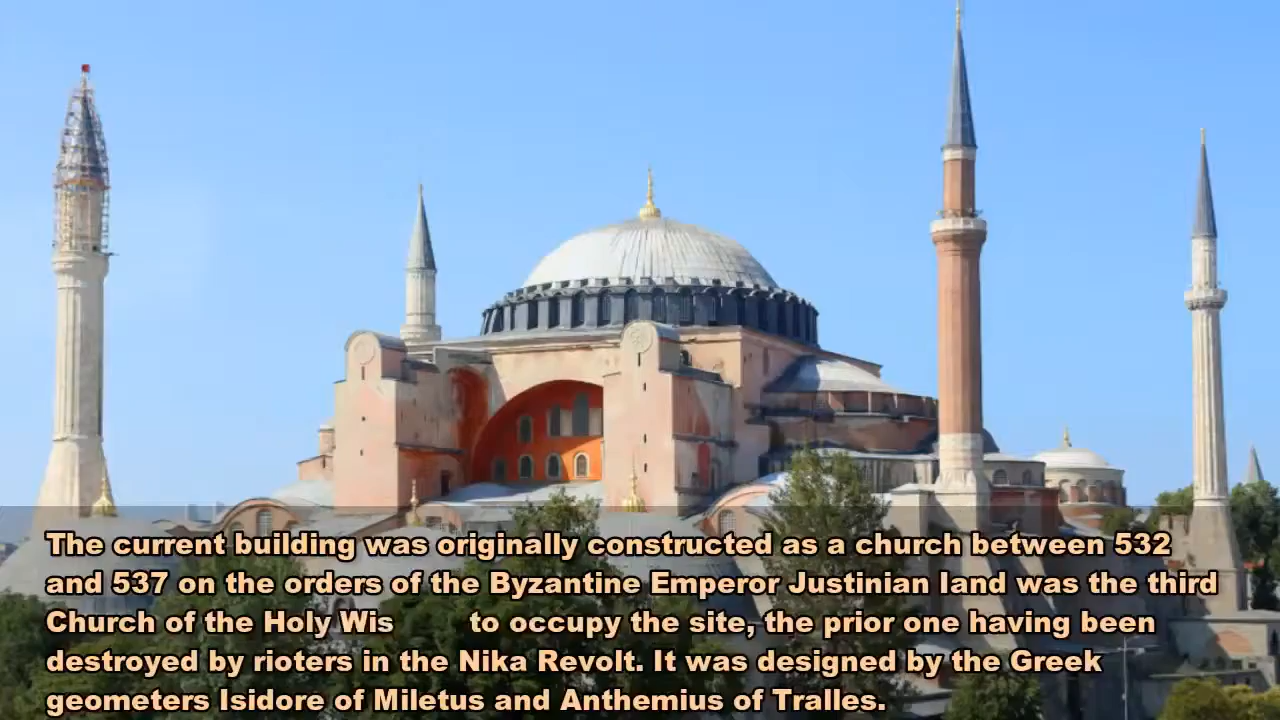 The current building was originally constructed as a church between 532
and 537 on the orders of the Byzantine Emperor Justinian Iand was the third
Church of the Holy Wis to occupy the site, the prior one having been
destroyed by rioters in the Nika Revolt. It was designed by the Greek
geometers Isidore of Miletus and Anthemius of Tralles.